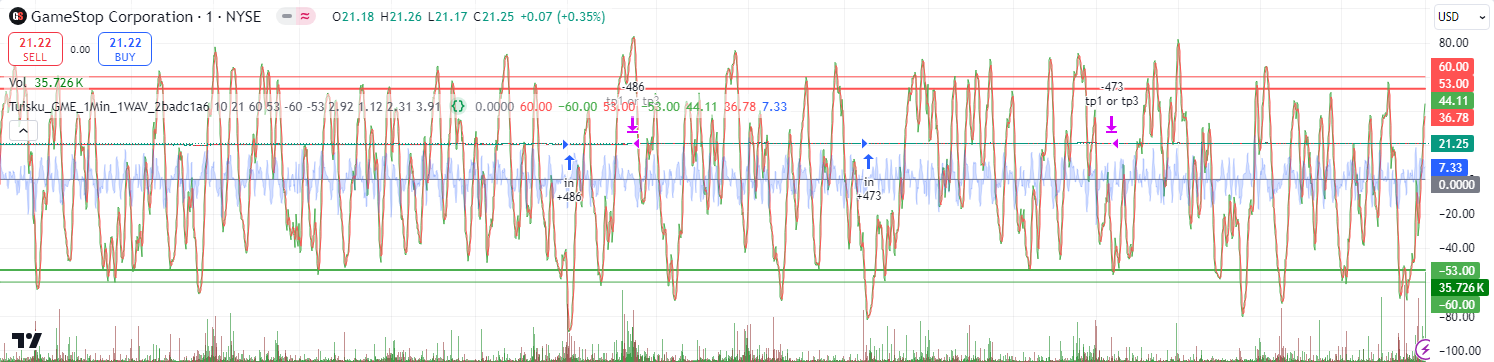 GameStop Corporation · 1 · NYSE O21.18 H21.26 L21.17 C21.25 +0.07 (+0.35%)
USD
21.22 SELL
0.00
21.22 BUY
Vol 35.726 K
Tuisku_GME_1Min_1WAV_2badc1a6 10 21 60 53 -60 -53 2.92 1.12 2.31 3.91 {} 0.0000 60.00 −60.00 53.00 −53.00 44.11 36.78 7.33
-486
tp1 or tp3
-473
tp1 or tp3
in
+486
in
+473
80.00
60.00
53.00
44.11
36.78
21.25
7.33
0.0000
−20.00
−40.00
−53.00
35.726 K
−60.00
−80.00
−100.00